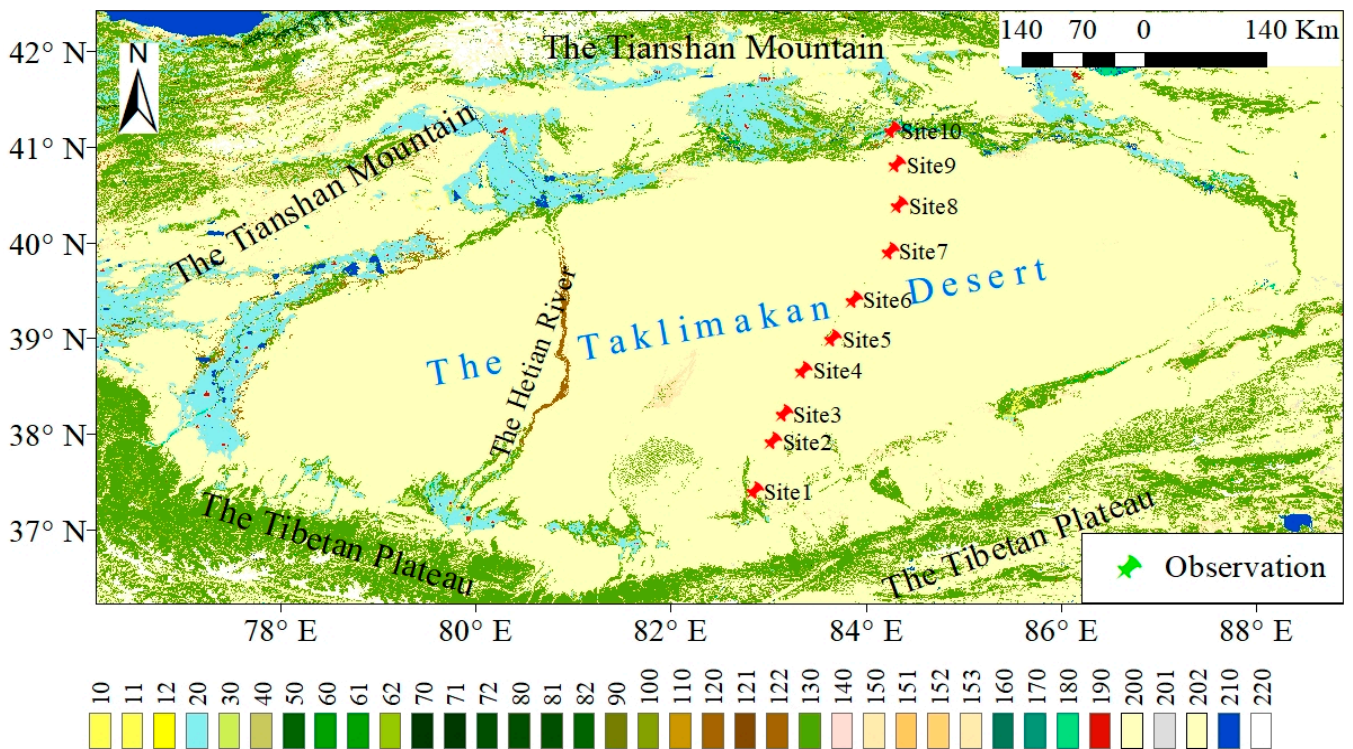 42° N
41° N
40° N
39° N
38° N
37° N
N
The Tianshan Mountain
140 70 0 140 Km
The Tianshan Mountain
Site10
Site9
Site8
Site7
Site6
Site5
Site4
Site3
Site2
Site1
The Taklimakan Desert
The Hetian River
The Tibetan Plateau
The Tibetan Plateau
Observation
78° E 80° E 82° E 84° E 86° E 88° E
10 11 12 20 30 40 50 60 61 62 70 71 72 80 81 82 90 100 110 120 121 122 130 140 150 151 152 153 160 170 180 190 200 201 202 210 220